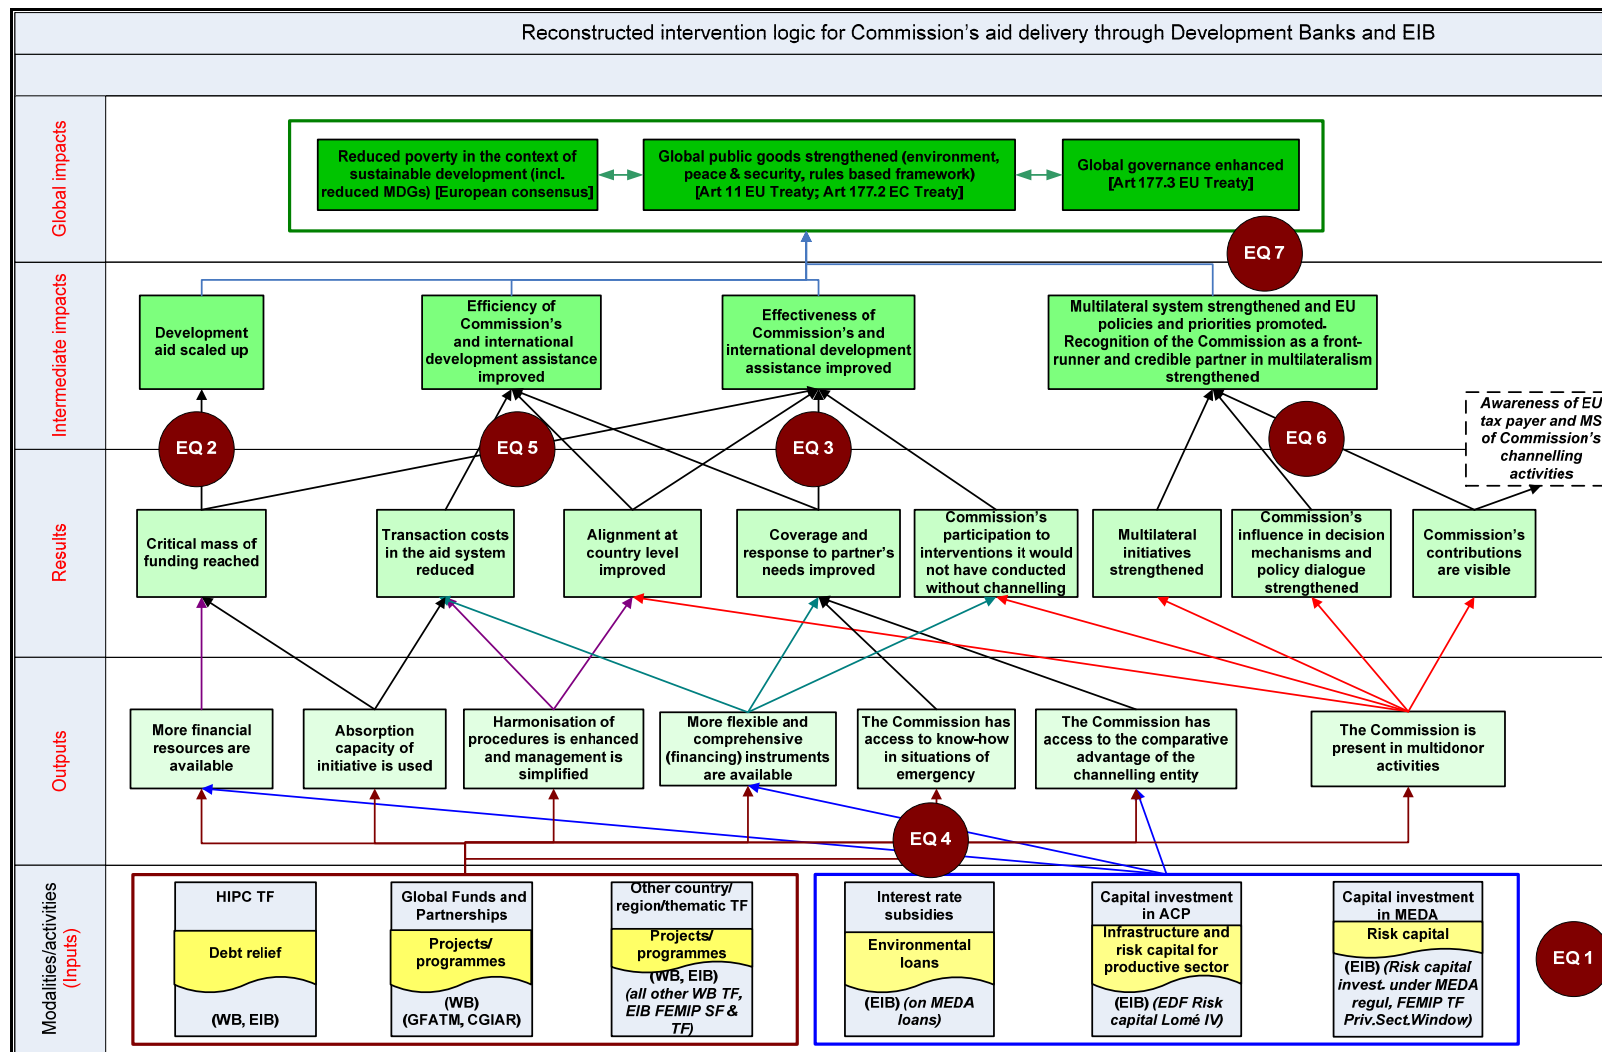 Reconstructed intervention logic for Commission's aid delivery through Development Banks and EIB
Global impacts
Reduced poverty in the context of
sustainable development (incl.
reduced MDGs) [European consensus]
Global public goods strengthened (environment,
peace & security, rules based framework)
[Art 11 EU Treaty; Art 177.2 EC Treaty]
Global governance enhanced
[Art 177.3 EU Treaty]
EQ 7
Intermediate impacts
Development
aid scaled up
Efficiency of
Commission's
and international
development assistance
improved
Effectiveness of
Commission's and
international development
assistance improved
Multilateral system strengthened and EU
policies and priorities promoted.
Recognition of the Commission as a front-
runner and credible partner in multilateralism
strengthened
Awareness of EU
tax payer and MS
of Commission's
channelling
activities
EQ 2
EQ 5
EQ 3
EQ 6
Results
Critical mass of
funding reached
Transaction costs
in the aid system
reduced
Alignment at
country level
improved
Coverage and
response to partner's
needs improved
Commission's
participation to
interventions it would
not have conducted
without channelling
Multilateral
initiatives
strengthened
Commission's
influence in decision
mechanisms and
policy dialogue
strengthened
Commission's
contributions
are visible
Outputs
More financial
resources are
available
Absorption
capacity of
initiative is used
Harmonisation of
procedures is enhanced
and management is
simplified
More flexible and
comprehensive
(financing) instruments
are available
The Commission has
access to know-how
in situations of
emergency
The Commission has
access to the comparative
advantage of the
channelling entity
The Commission is
present in multidonor
activities
EQ 4
Modalities/activities
(Inputs)
HIPC TF
Debt relief
(WB, EIB)
Global Funds and
Partnerships
Projects/
programmes
(WB)
(GFATM, CGIAR)
Other country/
region/thematic TF
Projects/
programmes
(WB, EIB)
(all other WB TF,
EIB FEMIP SF &
TF)
Interest rate
subsidies
Environmental
loans
(EIB) (on MEDA
loans)
Capital investment
in ACP
Infrastructure and
risk capital for
productive sector
(EIB) (EDF Risk
capital Lomé IV)
Capital investment
in MEDA
Risk capital
(EIB) (Risk capital
invest. under MEDA
regul, FEMIP TF
Priv.Sect.Window)
EQ 1